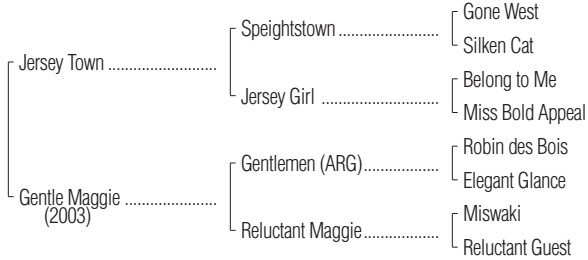 Gone West
Speightstown ......................
Silken Cat
Jersey Town ........................
Belong to Me
Jersey Girl ..........................
Miss Bold Appeal
Robin des Bois
Gentlemen (ARG)................
Elegant Glance
Gentle Maggie ....................
(2003)
Miswaki
Reluctant Maggie................
Reluctant Guest